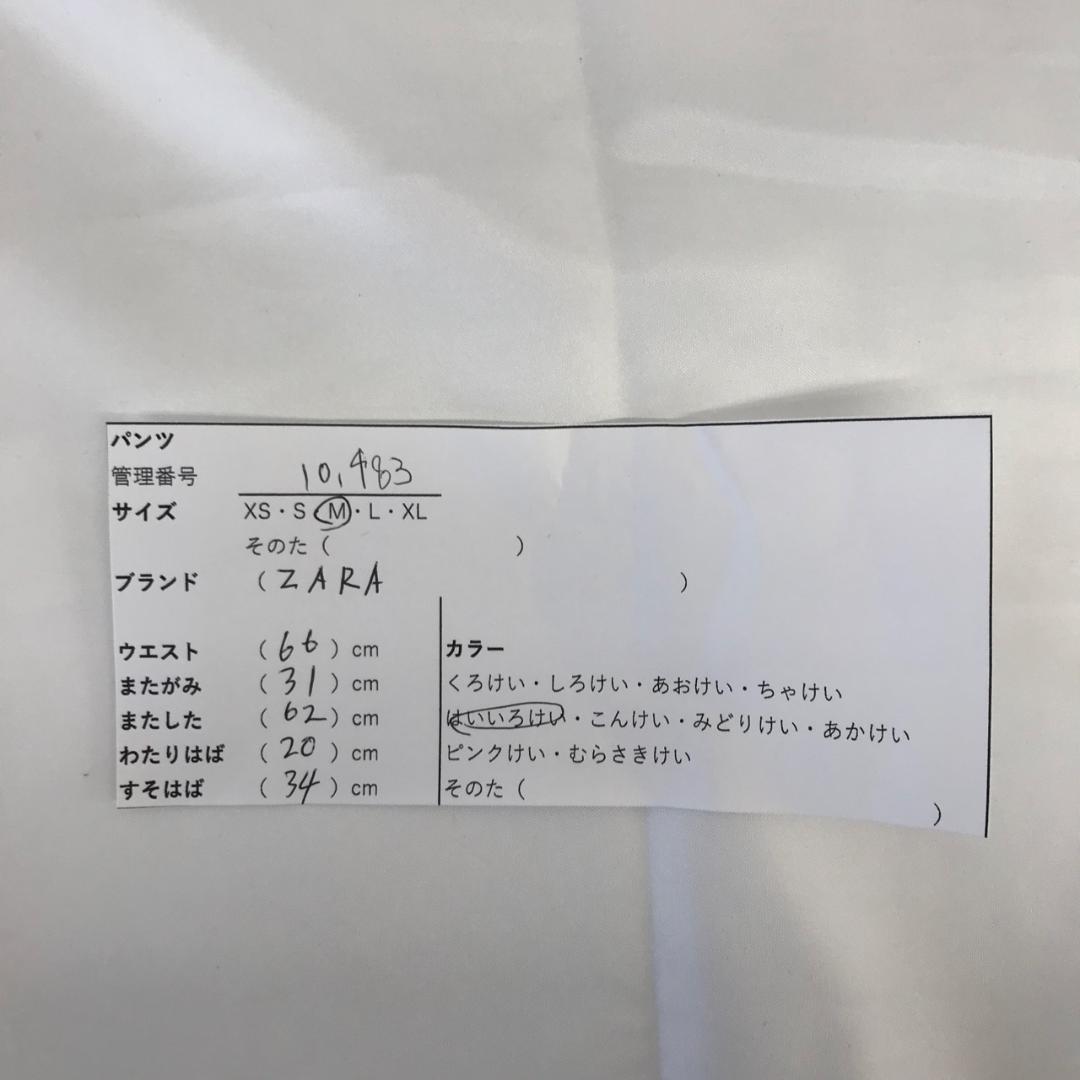 パンツ
管理番号 10,483
サイズ XS・S・M・L・XL
そのた（ ）
ブランド （ZARA ）
ウエスト （66）cm
またがみ （31）cm
またした （62）cm
わたりはば （20）cm
すそはば （34）cm
カラー
くろけい・しろけい・あおけい・ちゃけい
はいいろけい・こんけい・みどりけい・あかけい
ピンクけい・むらさきけい
そのた（
）